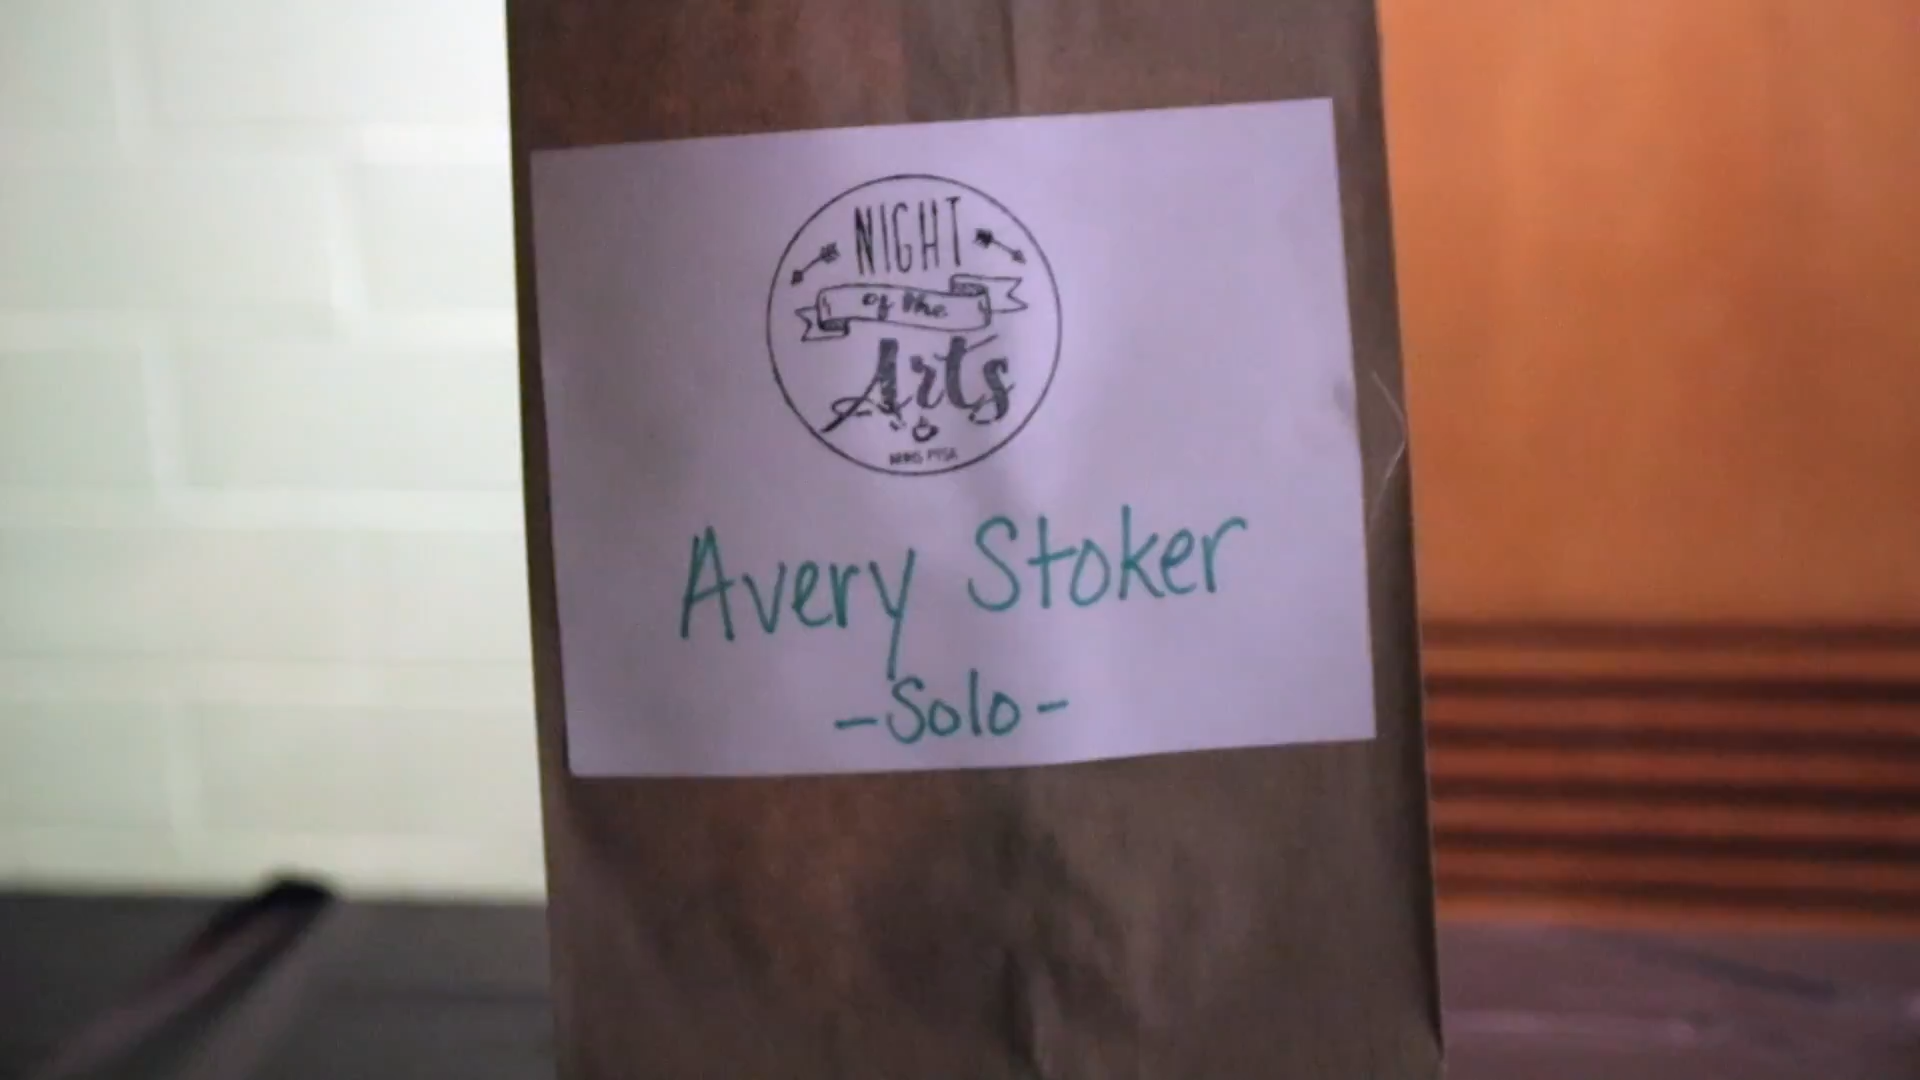 NIGHT
of the
Arts
Avery Stoker
-Solo-